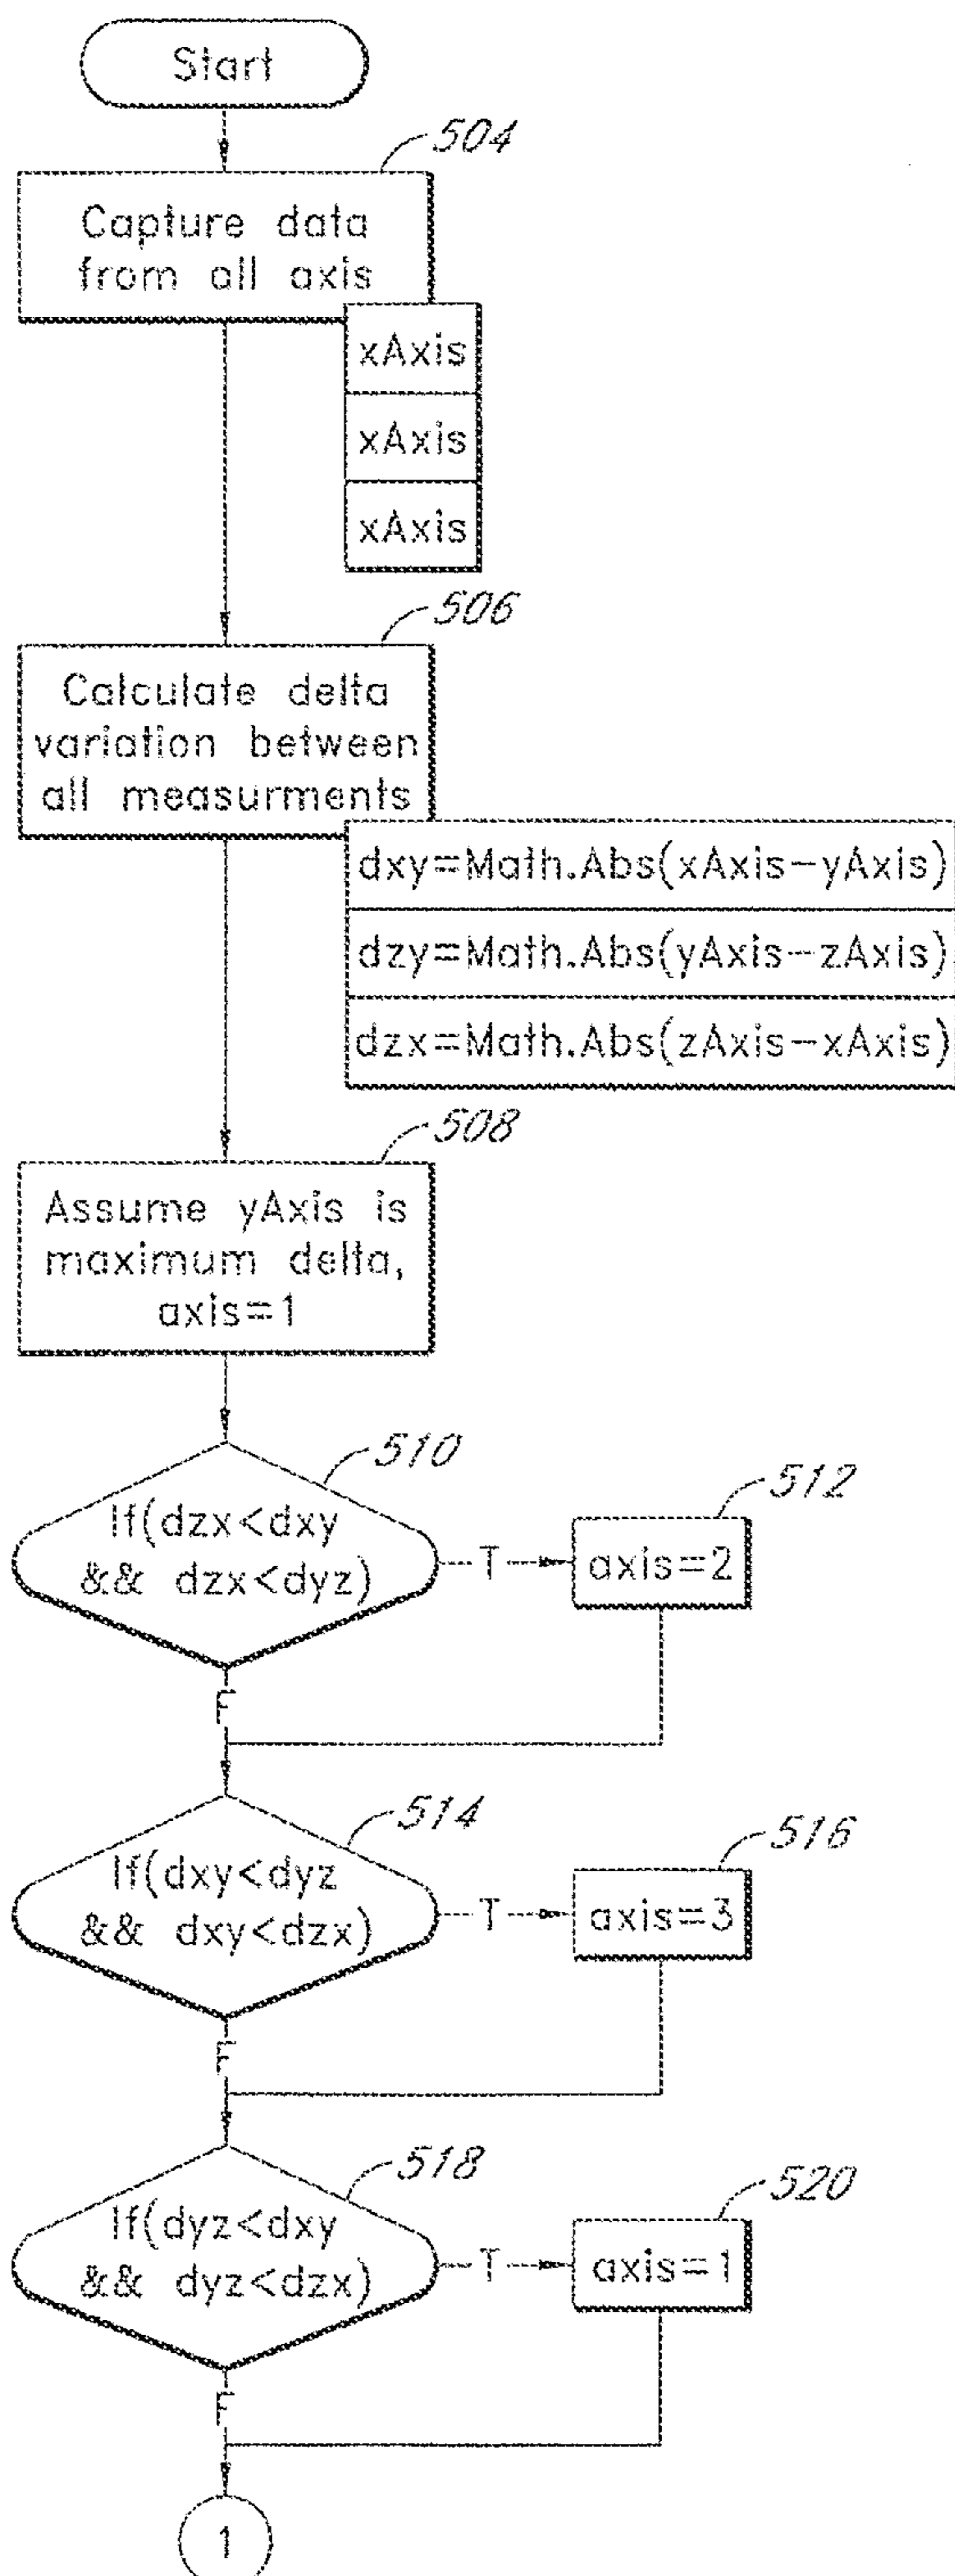 Start
504
Capture data
from all axis
xAxis
xAxis
xAxis
506
Calculate delta
variation between
all measurments
dxy=Math.Abs(xAxis-yAxis)
dzy=Math.Abs(yAxis-zAxis)
dzx=Math.Abs(zAxis-xAxis)
508
Assume yAxis is
maximum delta,
axis=1
510
If(dzx<dxy
&& dzx<dyz)
T
512
axis=2
F
514
If(dxy<dyz
&& dxy<dzx)
T
516
axis=3
F
518
If(dyz<dxy
&& dyz<dzx)
T
520
axis=1
F
1